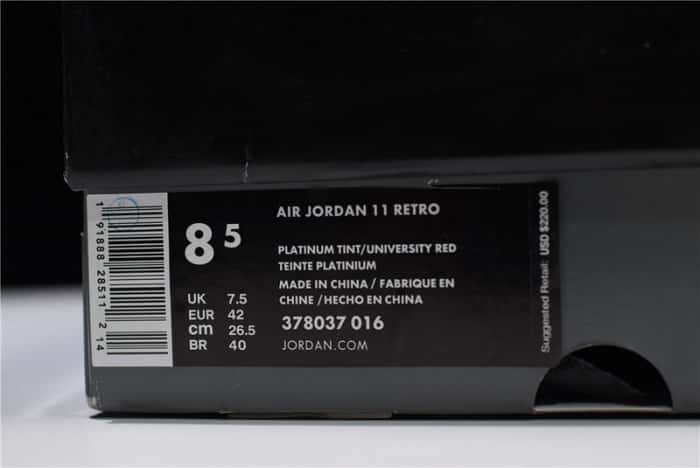 1 91888 28511 2 14
8 5
UK 7.5
EUR 42
cm 26.5
BR 40
AIR JORDAN 11 RETRO
PLATINUM TINT/UNIVERSITY RED
TEINTE PLATINIUM
MADE IN CHINA / FABRIQUE EN
CHINE / HECHO EN CHINA
378037 016
JORDAN.COM
Suggested Retail: USD $220.00